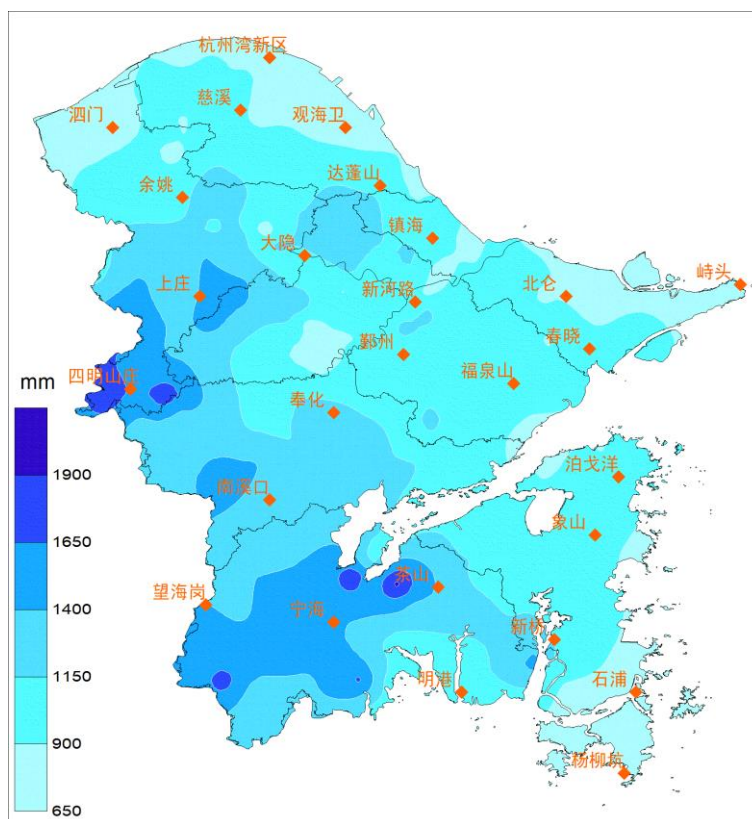 杭州湾新区
慈溪
泗门
观海卫
达蓬山
余姚
镇海
大隐
峙头
上庄
新河路
北仑
春晓
鄞州
四明山庄
福泉山
mm
奉化
1900
泊戈洋
南溪口
1650
象山
茶山
望海岗
1400
宁海
新桥
1150
明港
石浦
900
杨柳坑
650